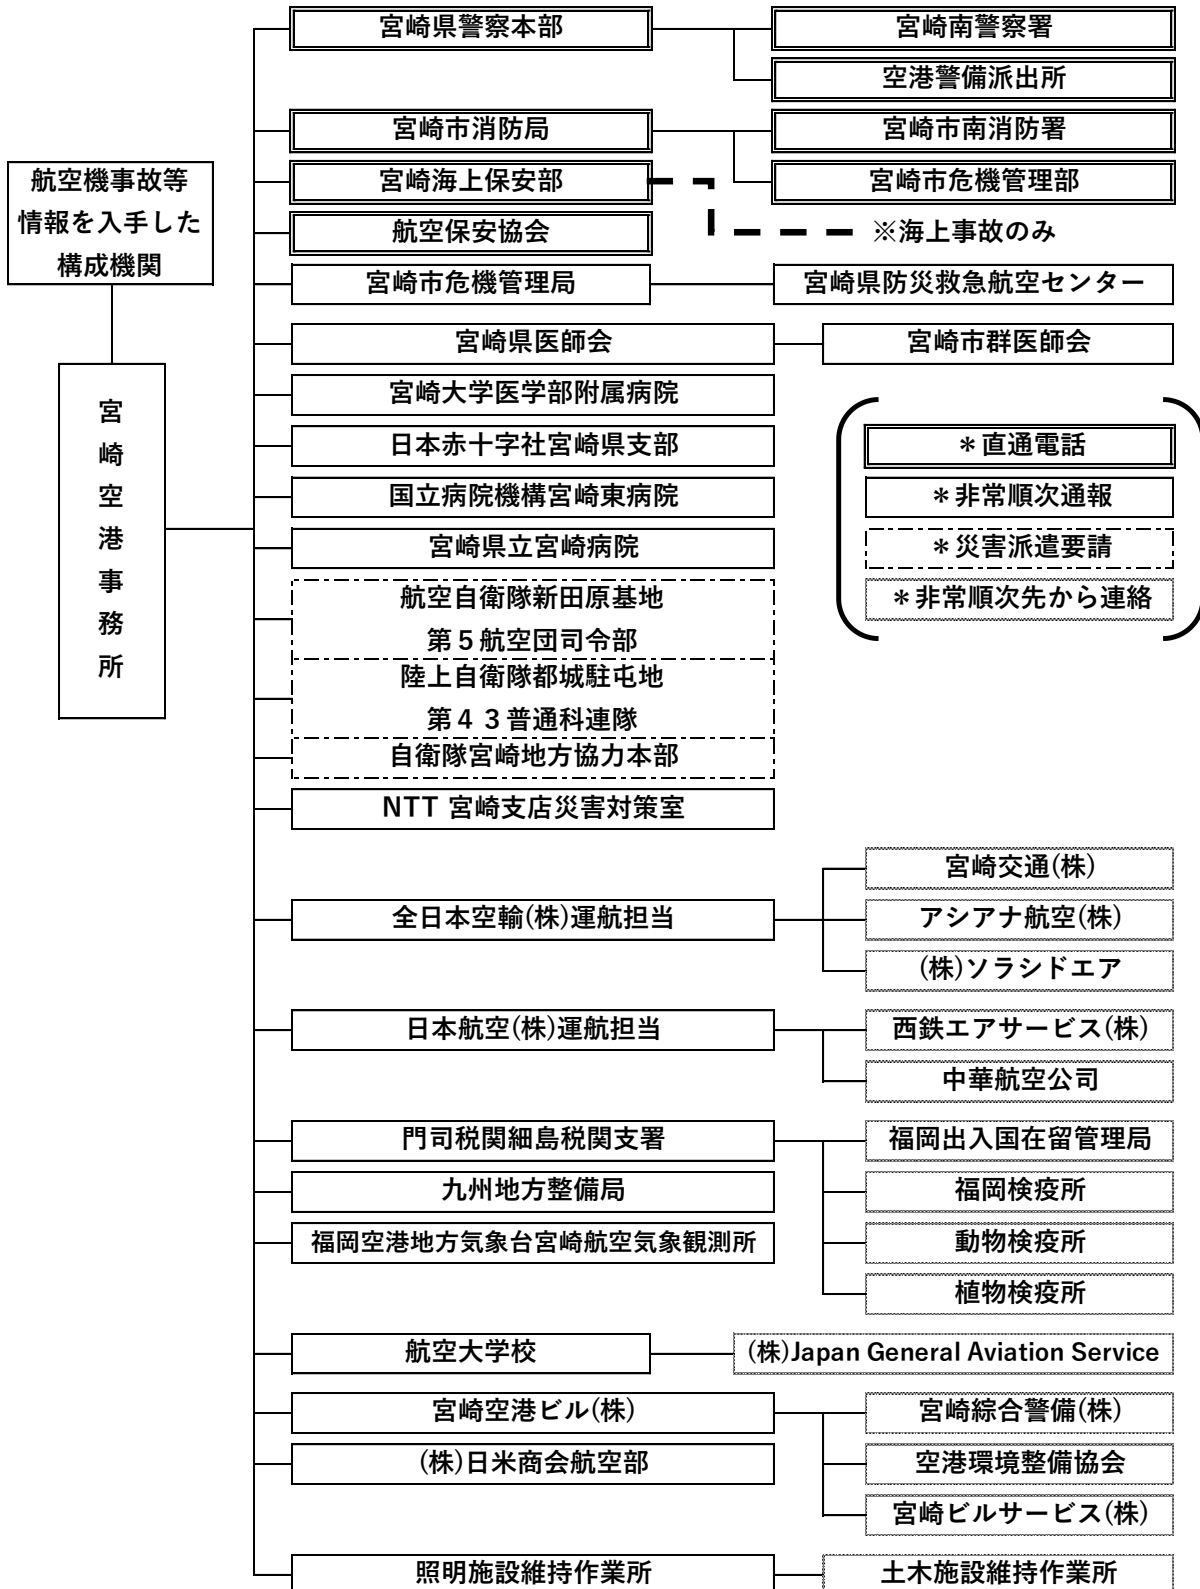 宮崎県警察本部
宮崎南警察署
空港警備派出所
宮崎市消防局
宮崎市南消防署
航空機事故等
情報を入手した
構成機関
宮崎海上保安部
宮崎市危機管理部
航空保安協会
※海上事故のみ
宮崎市危機管理局
宮崎県防災救急航空センター
宮崎県医師会
宮崎市群医師会
宮崎空港事務所
宮崎大学医学部附属病院
日本赤十字社宮崎県支部
国立病院機構宮崎東病院
宮崎県立宮崎病院
＊直通電話
＊非常順次通報
＊災害派遣要請
＊非常順次先から連絡
航空自衛隊新田原基地
第５航空団司令部
陸上自衛隊都城駐屯地
第４３普通科連隊
自衛隊宮崎地方協力本部
NTT 宮崎支店災害対策室
全日本空輸(株)運航担当
宮崎交通(株)
アシアナ航空(株)
(株)ソラシドエア
日本航空(株)運航担当
西鉄エアサービス(株)
中華航空公司
門司税関細島税関支署
福岡出入国在留管理局
九州地方整備局
福岡検疫所
福岡空港地方気象台宮崎航空気象観測所
動物検疫所
植物検疫所
航空大学校
(株)Japan General Aviation Service
宮崎空港ビル(株)
宮崎綜合警備(株)
(株)日米商会航空部
空港環境整備協会
宮崎ビルサービス(株)
照明施設維持作業所
土木施設維持作業所